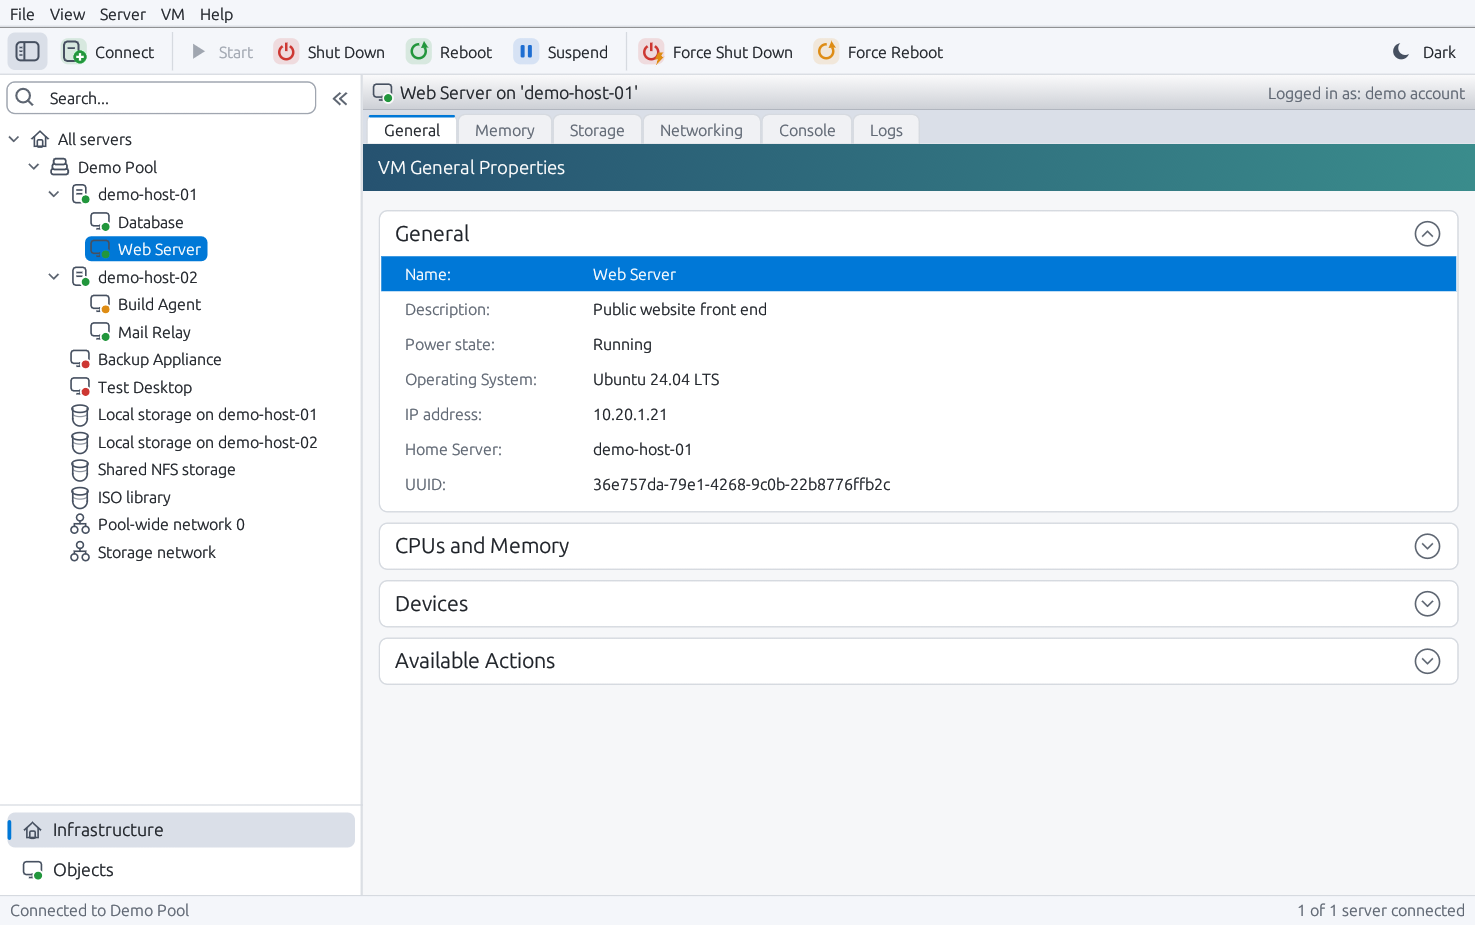 File View Server VM Help
Connect Start Shut Down Reboot Suspend Force Shut Down Force Reboot Dark
Search...
Web Server on 'demo-host-01'
Logged in as: demo account
All servers
Demo Pool
demo-host-01
Database
Web Server
demo-host-02
Build Agent
Mail Relay
Backup Appliance
Test Desktop
Local storage on demo-host-01
Local storage on demo-host-02
Shared NFS storage
ISO library
Pool-wide network 0
Storage network
Infrastructure
Objects
General Memory Storage Networking Console Logs
VM General Properties
General
Name: Web Server
Description: Public website front end
Power state: Running
Operating System: Ubuntu 24.04 LTS
IP address: 10.20.1.21
Home Server: demo-host-01
UUID: 36e757da-79e1-4268-9c0b-22b8776ffb2c
CPUs and Memory
Devices
Available Actions
Connected to Demo Pool
1 of 1 server connected